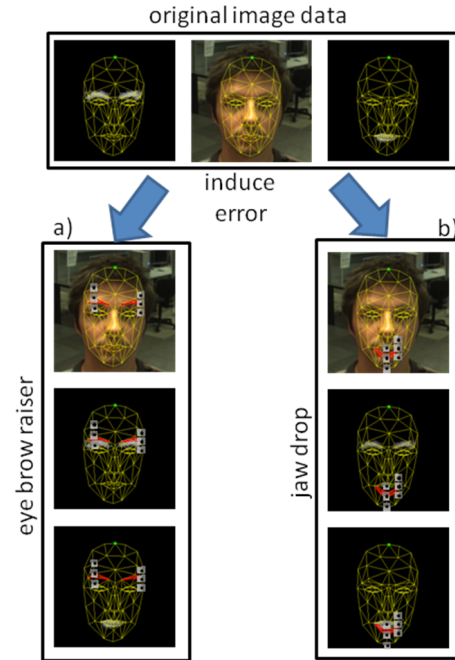 original image data
induce
error
a)
b)
eye brow raiser
jaw drop